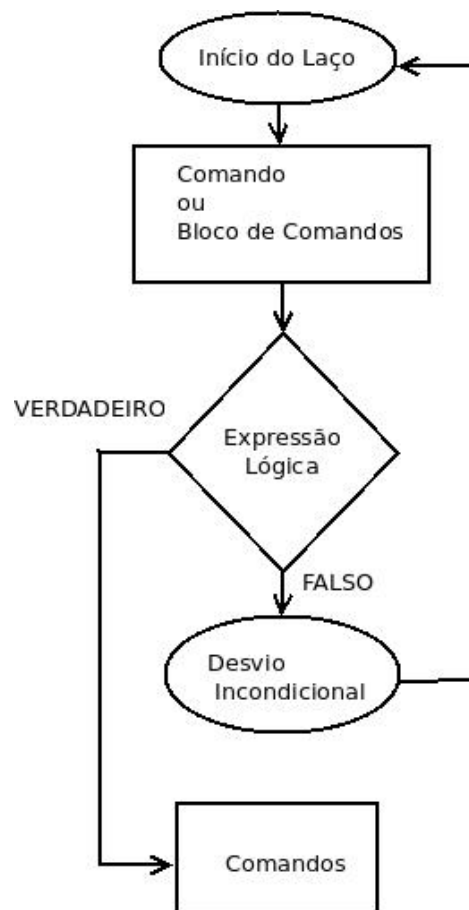 Início do Laço
Comando
ou
Bloco de Comandos
VERDADEIRO
Expressão
Lógica
FALSO
Desvio
Incondicional
Comandos